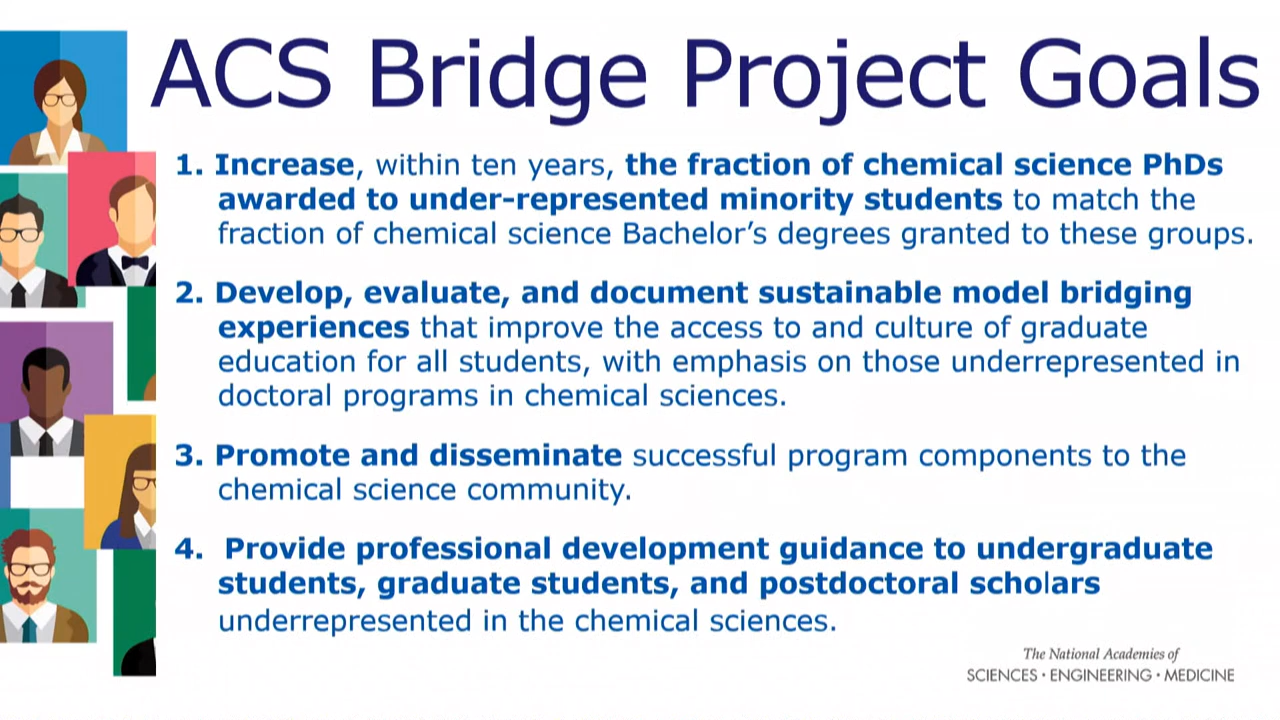 ACS Bridge Project Goals
1. Increase, within ten years, the fraction of chemical science PhDs
awarded to under-represented minority students to match the
fraction of chemical science Bachelor’s degrees granted to these groups.
2. Develop, evaluate, and document sustainable model bridging
experiences that improve the access to and culture of graduate
education for all students, with emphasis on those underrepresented in
doctoral programs in chemical sciences.
3. Promote and disseminate successful program components to the
chemical science community.
4. Provide professional development guidance to undergraduate
students, graduate students, and postdoctoral scholars
underrepresented in the chemical sciences.
The National Academies of
SCIENCES · ENGINEERING · MEDICINE